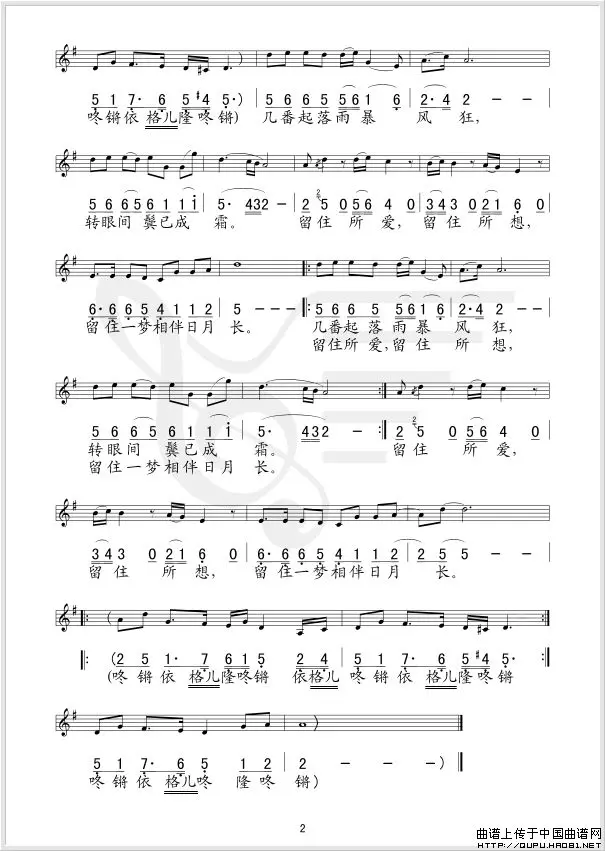 5 1 7· 6 5 #4 5·) 5 6 6 5 5 6 1 6 2· 4 2 - -
咚锵依 格儿隆咚锵) 几番起落雨暴 风 狂,
5 6 6 5 6 1 1 i 5· 4 3 2 - 2 5 0 5 6 4 0 3 4 3 0 2 1 6 0
转眼间 鬓已成 霜。 留住 所 爱, 留住 所 想,
6· 6 6 5 4 1 1 2 5 - - - 5 6 6 5 5 6 1 6 2· 4 2 - -
留住一梦相伴日月 长。 几番起落雨暴 风 狂,
留住所爱,留住 所 想,
5 6 6 5 6 5 6 1 1 i 5· 4 3 2 2 - 2 5 0 5 6 4 0
转眼间 鬓已成 霜。 留住 所 爱,
留住一梦相伴日月 长。
3 4 3 0 2 1 6 0 6· 6 6 5 4 1 1 2 2 5 5 - -
留 住 所 想, 留住一梦相伴日月 长。
(2 5 1· 7 6 1 5 2 4 5 1 7· 6 5 #4 5·
(咚 锵 依 格儿隆咚锵 依格儿 咚 锵 依 格儿隆咚 锵
5 1 7· 6 5 1 2 2 - - -)
咚锵依 格儿咚 隆咚 锵)
2
曲谱上传于中国曲谱网
HTTP://QUPU.HAO81.NET